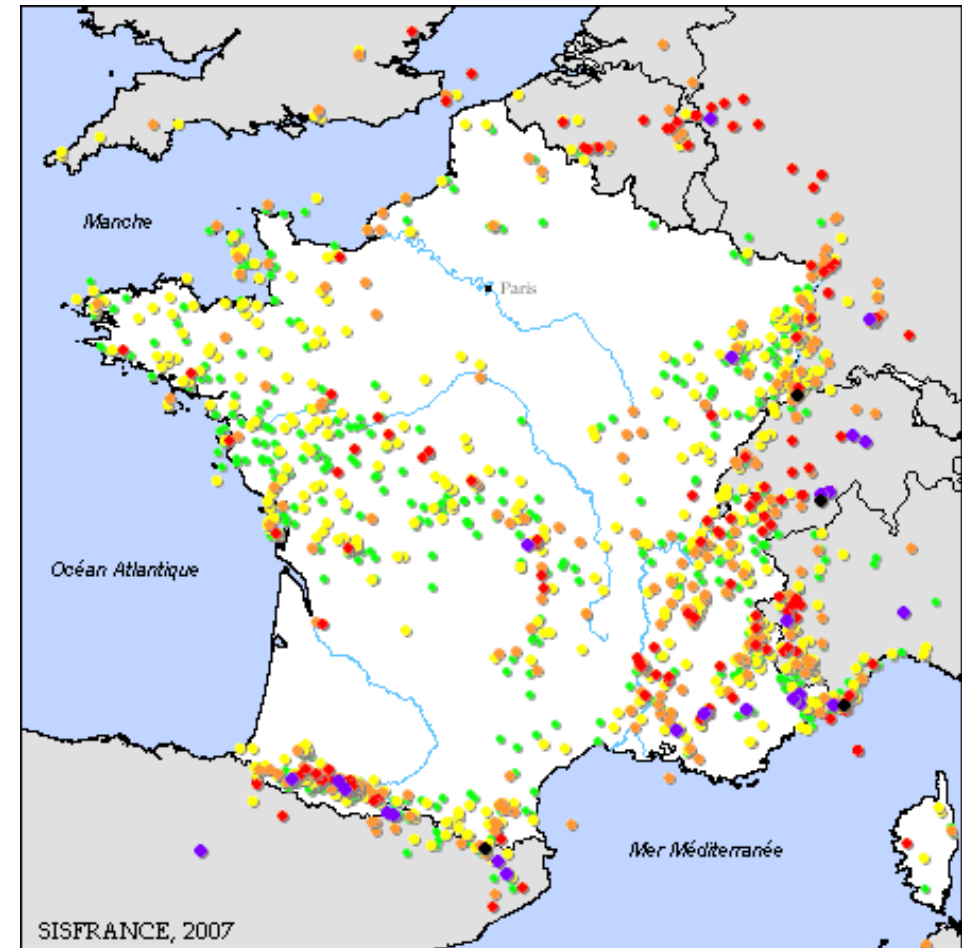 Manche
Paris
Océan Atlantique
Mer Méditerranée
SISFRANCE, 2007